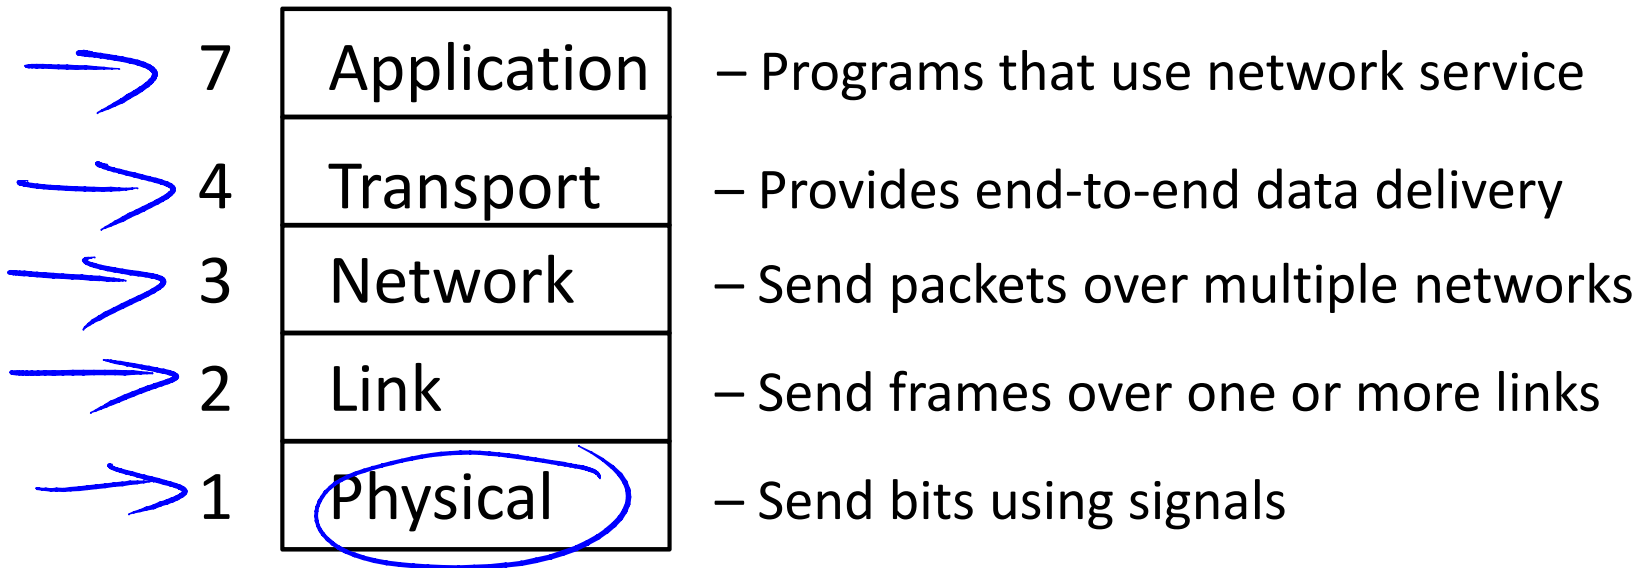 7 Application – Programs that use network service
4 Transport – Provides end-to-end data delivery
3 Network – Send packets over multiple networks
2 Link – Send frames over one or more links
1 Physical – Send bits using signals